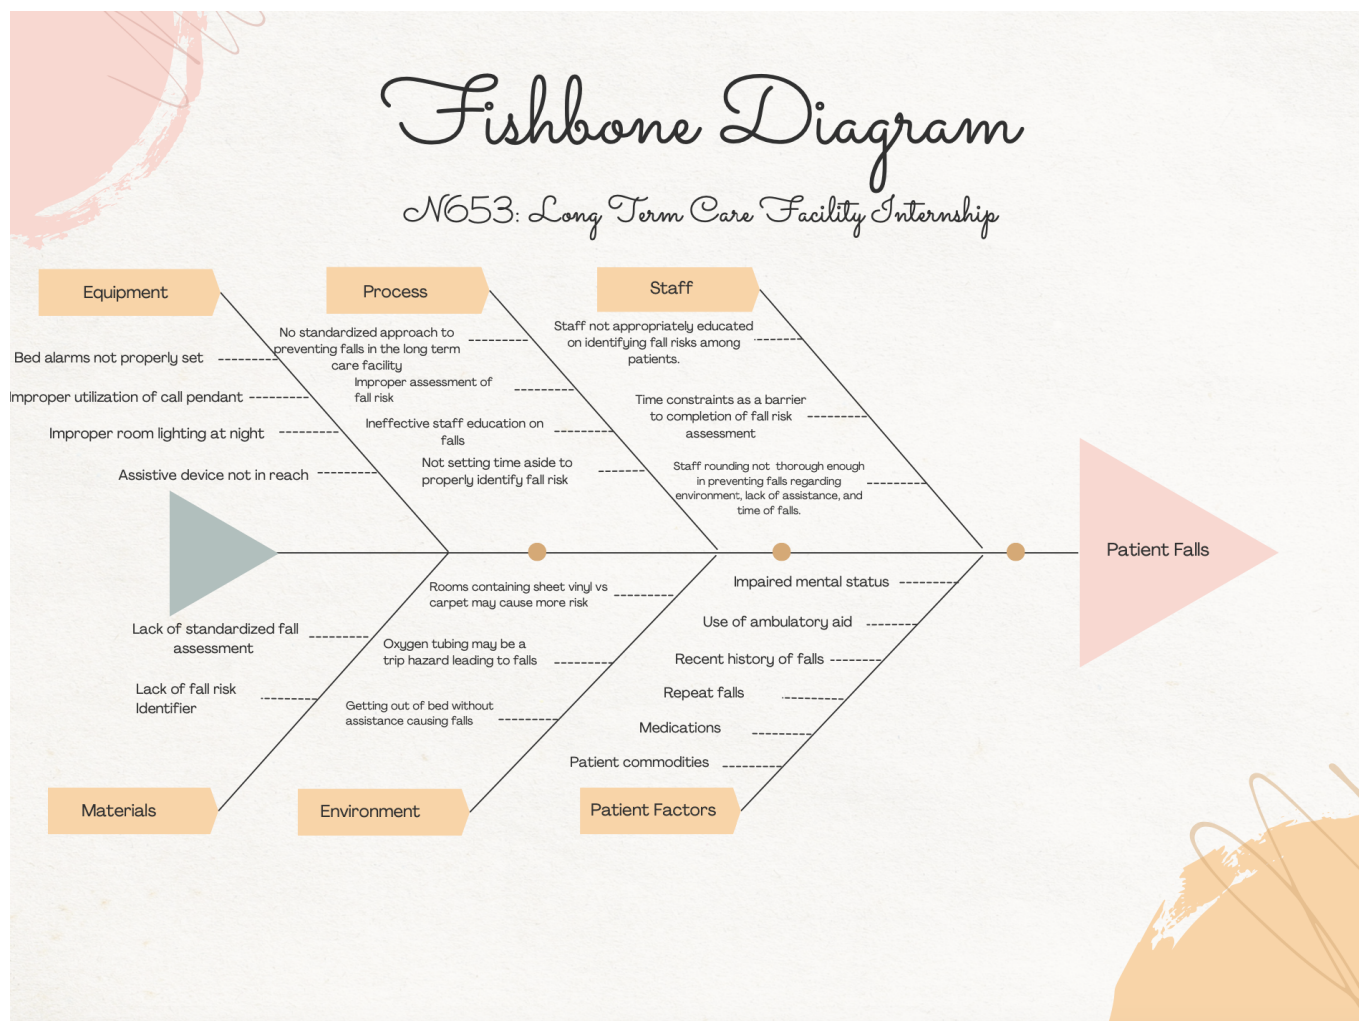 Fishbone Diagram
N653: Long Term Care Facility Internship
Equipment
Bed alarms not properly set
Improper utilization of call pendant
Improper room lighting at night
Assistive device not in reach
Process
No standardized approach to
preventing falls in the long term
care facility
Improper assessment of
fall risk
Ineffective staff education on
falls
Not setting time aside to
properly identify fall risk
Staff
Staff not appropriately educated
on identifying fall risks among
patients.
Time constraints as a barrier
to completion of fall risk
assessment
Staff rounding not thorough enough
in preventing falls regarding
environment, lack of assistance, and
time of falls.
Patient Falls
Lack of standardized fall
assessment
Lack of fall risk
Identifier
Materials
Rooms containing sheet vinyl vs
carpet may cause more risk
Oxygen tubing may be a
trip hazard leading to falls
Getting out of bed without
assistance causing falls
Environment
Impaired mental status
Use of ambulatory aid
Recent history of falls
Repeat falls
Medications
Patient commodities
Patient Factors